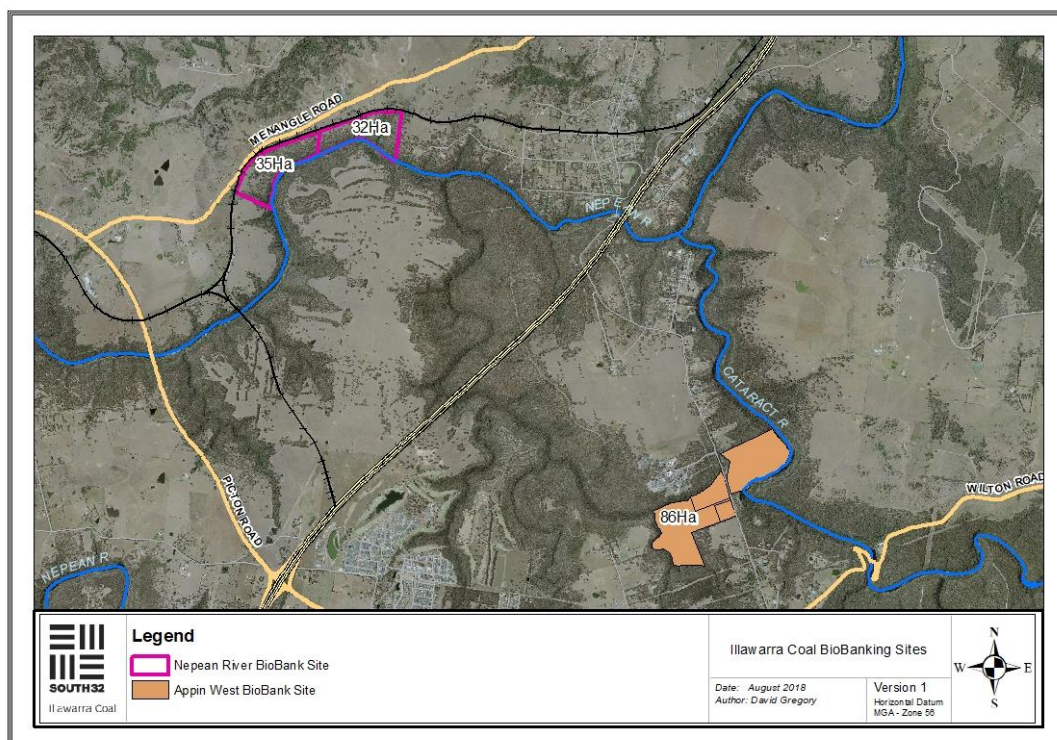 MENANGLE ROAD
32Ha
35Ha
NEPEAN R
CATARACT R
WILTON ROAD
86Ha
PICTON ROAD
NEPEAN R
SOUTH32
Illawarra Coal
Legend
Nepean River BioBank Site
Appin West BioBank Site
Illawarra Coal BioBanking Sites
Date: August 2018
Author: David Gregory
Version 1
Horizontal Datum
MGA - Zone 56
N
W
E
S